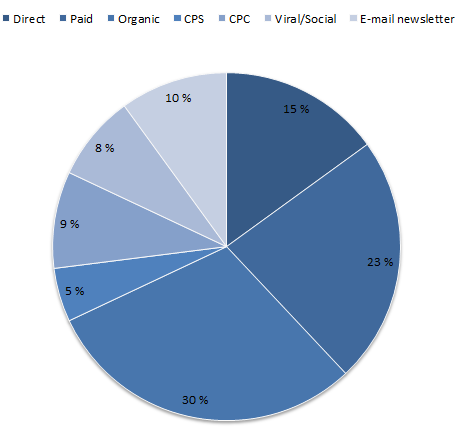 Direct Paid Organic CPS CPC Viral/Social E-mail newsletter
10 % 15 %
8 %
9 %
23 %
5 %
30 %